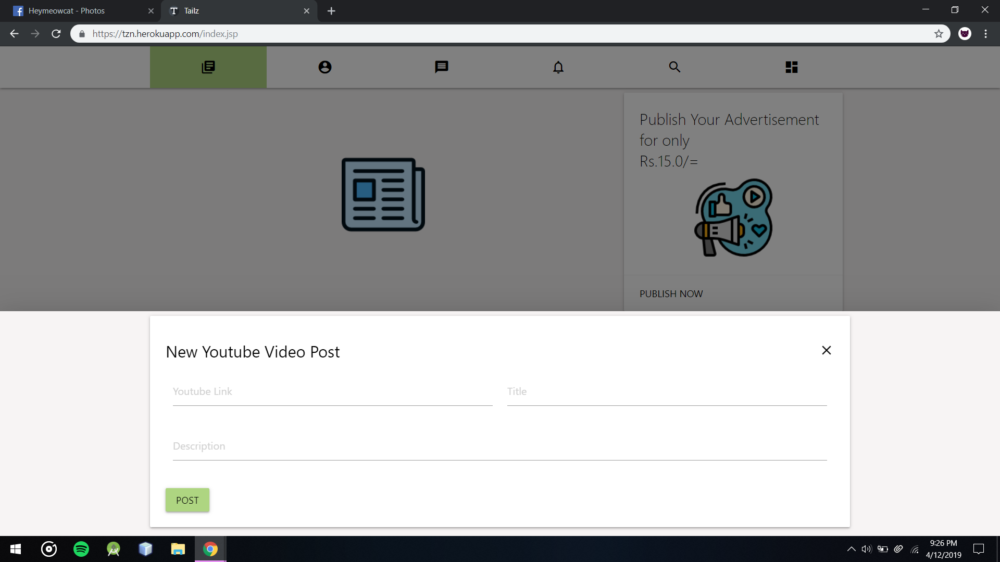 Heymeowcat - Photos
Tailz
https://tzn.herokuapp.com/index.jsp
Publish Your Advertisement
for only
Rs.15.0/=
PUBLISH NOW
New Youtube Video Post
Youtube Link
Title
Description
POST
9:26 PM
4/12/2019